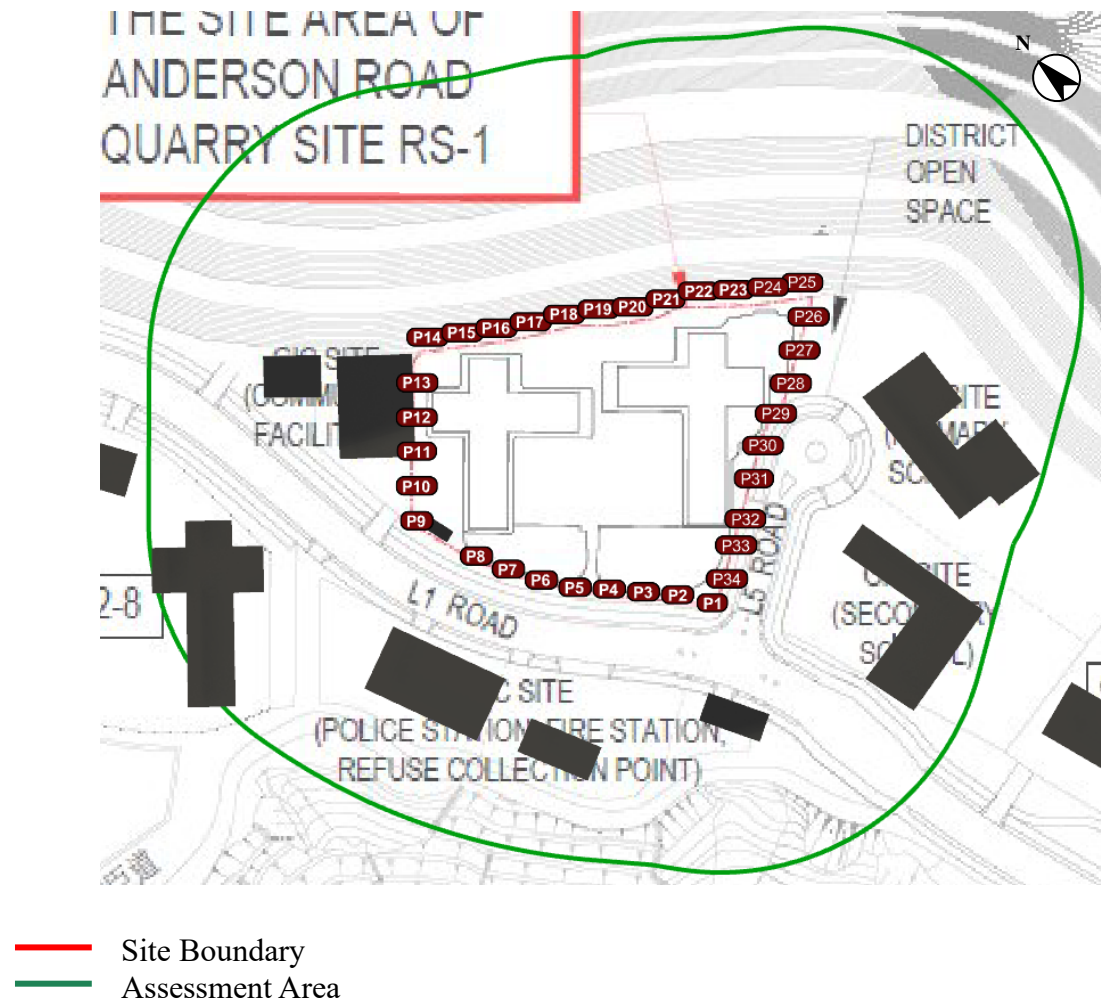 THE SITE AREA OF
ANDERSON ROAD
QUARRY SITE RS-1
N
DISTRICT
OPEN
SPACE
P25
P24
P23
P22
P21
P20
P19
P18
P17
P16
P15
P14
P26
P27
P28
P29
P30
P31
P32
P33
P34
P13
P12
P11
P10
P9
P8
P7
P6
P5
P4
P3
P2
P1
SITE
FACILIT
SITE
SITE
L1 ROAD
L5 ROAD
2-8
SITE
(POLICE STATION, FIRE STATION,
REFUSE COLLECTION POINT)
Site Boundary
Assessment Area